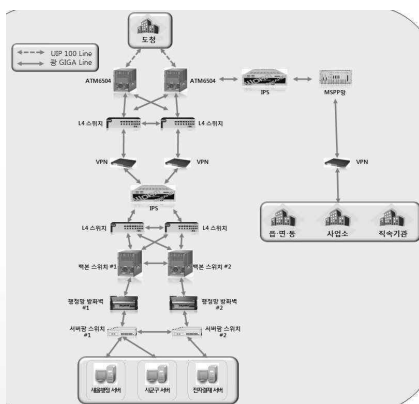 도청
UIP 100 Line
광 GIGA Line
ATM6504
ATM6504
IPS
MSPP망
L4 스위치
L4 스위치
VPN
VPN
VPN
IPS
읍·면·동
사업소
직속기관
L4 스위치
L4 스위치
백본 스위치 #1
백본 스위치 #2
행정망 방화벽
#1
행정망 방화벽
#2
서버팜 스위치
#1
서버팜 스위치
#2
새올행정 서버
시군구 서버
전자결재 서버